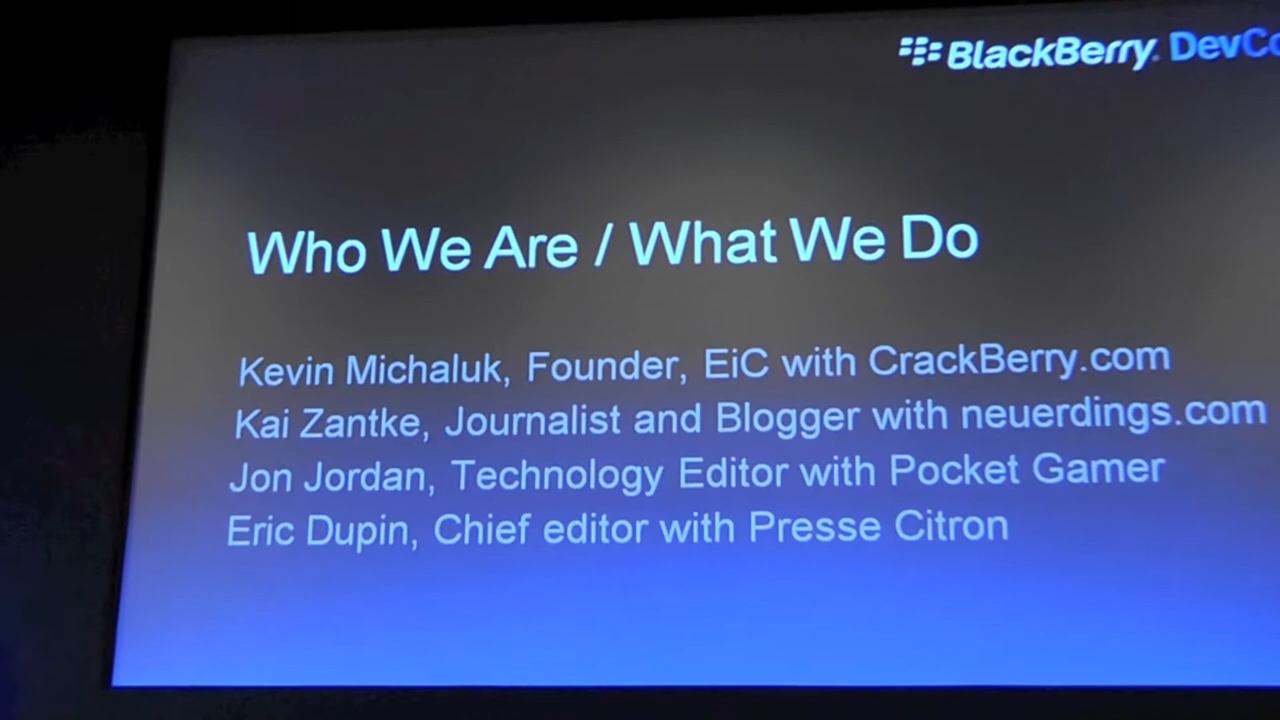 BlackBerry. DevCo
Who We Are / What We Do
Kevin Michaluk, Founder, EiC with CrackBerry.com
Kai Zantke, Journalist and Blogger with neuerdings.com
Jon Jordan, Technology Editor with Pocket Gamer
Eric Dupin, Chief editor with Presse Citron